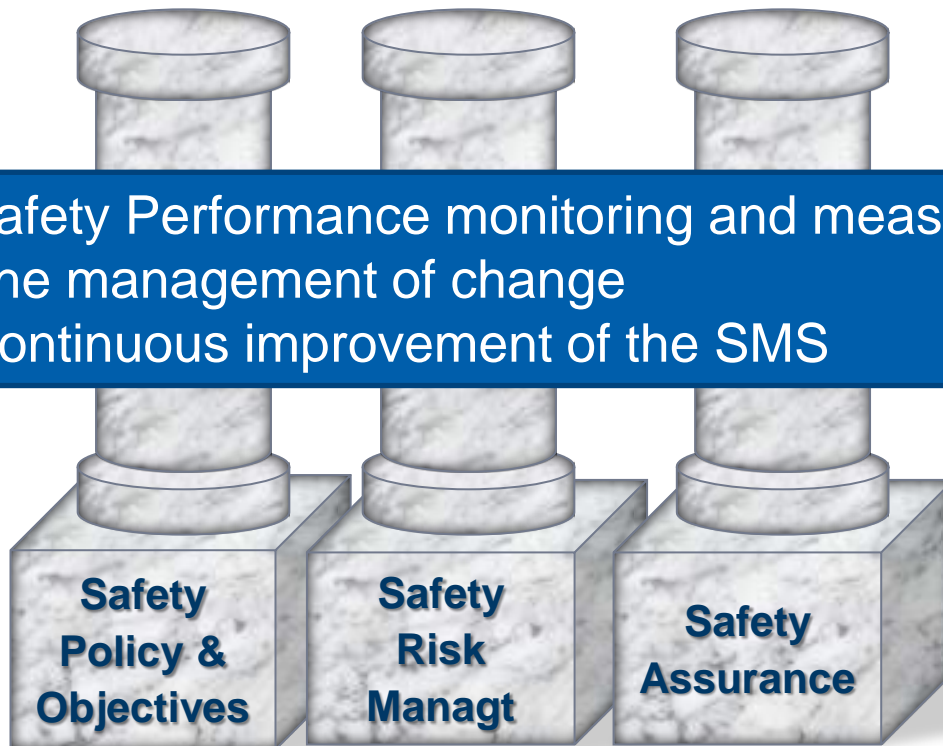 afety Performance monitoring and meas
he management of change
ontinuous improvement of the SMS
Safety
Policy &
Objectives
Safety
Risk
Managt
Safety
Assurance